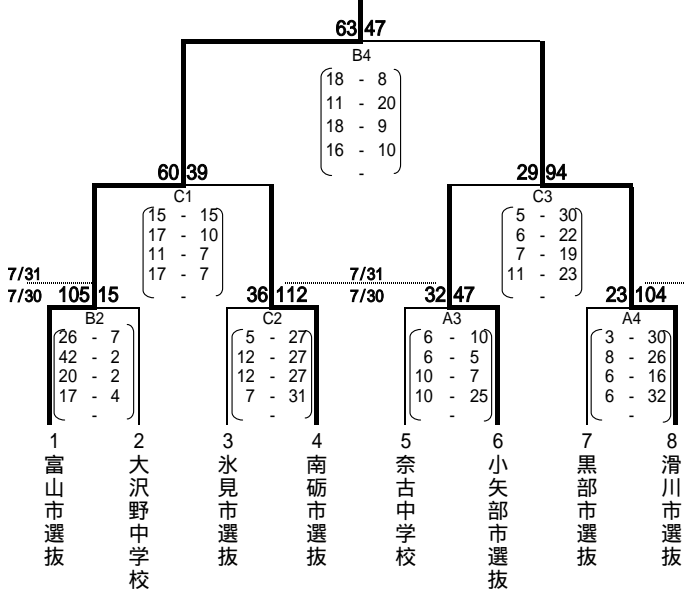 63 47
B4
18 - 8
11 - 20
18 - 9
16 - 10
-
60 39
C1
15 - 15
17 - 10
11 - 7
17 - 7
-
29 94
C3
5 - 30
6 - 22
7 - 19
11 - 23
-
7/31
7/30
7/31
7/30
105 15
B2
26 - 7
42 - 2
20 - 2
17 - 4
-
36 112
C2
5 - 27
12 - 27
12 - 27
7 - 31
-
32 47
A3
6 - 10
6 - 5
10 - 7
10 - 25
-
23 104
A4
3 - 30
8 - 26
6 - 16
6 - 32
-
1
富山市選抜
2
大沢野中学校
3
氷見市選抜
4
南砺市選抜
5
奈古中学校
6
小矢部市選抜
7
黒部市選抜
8
滑川市選抜